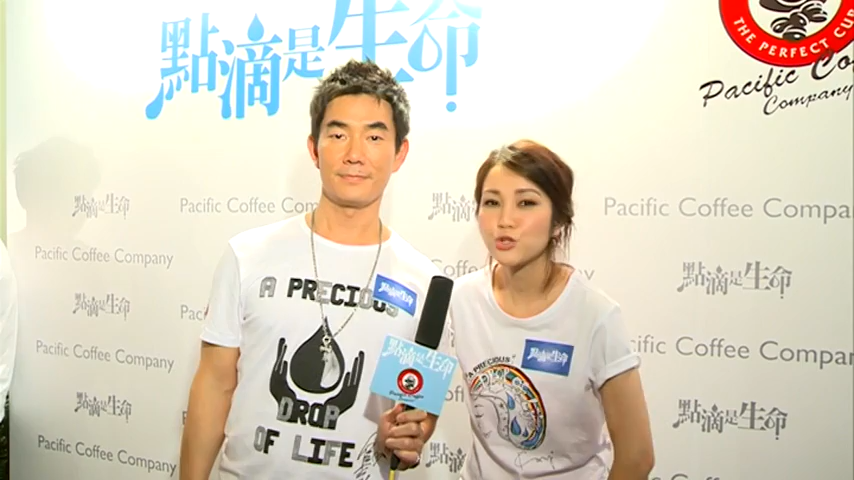 點滴是生命
THE PERFECT CUP
Pacific Co
Company
點滴是生命
Pacific Coffee Company
點滴
Pacific Coffee Company
Pacific Coffee Company
點滴是生命
點滴是生命
Pacific Coffee Company
Pacific Coffee Company
點滴是生命
點滴是生命
Pacific Coffee Company
A PRECIOUS
DROP
OF LIFE
點滴是生命
點滴是生命
Pacific Coffee
Company
A PRECIOUS
點滴是生命